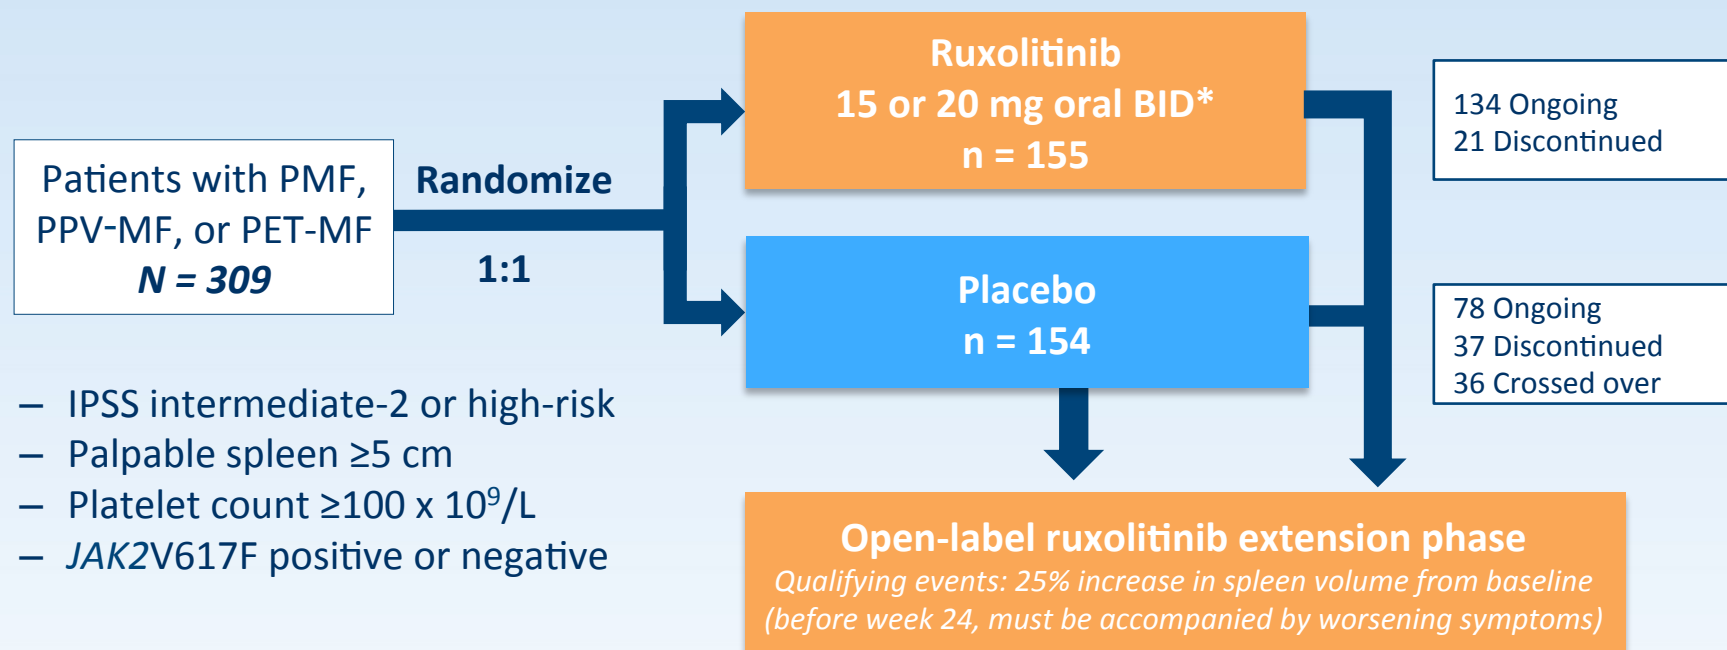 Patients with PMF,
PPV-MF, or PET-MF
N = 309
Randomize
1:1
Ruxolitinib
15 or 20 mg oral BID*
n = 155
Placebo
n = 154
134 Ongoing
21 Discontinued
78 Ongoing
37 Discontinued
36 Crossed over
– IPSS intermediate-2 or high-risk
– Palpable spleen ≥5 cm
– Platelet count ≥100 x 10⁹/L
– JAK2V617F positive or negative
Open-label ruxolitinib extension phase
Qualifying events: 25% increase in spleen volume from baseline
(before week 24, must be accompanied by worsening symptoms)